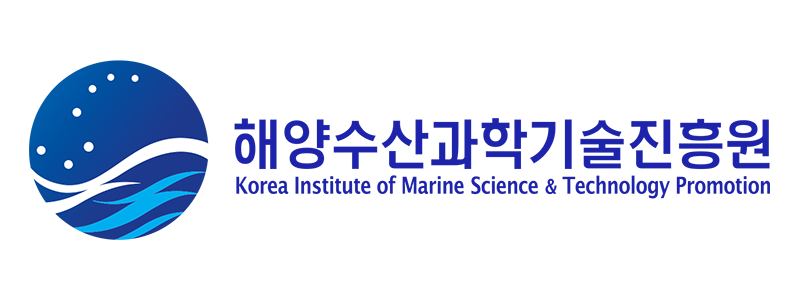 해양수산과학기술진흥원
Korea Institute of Marine Science & Technology Promotion